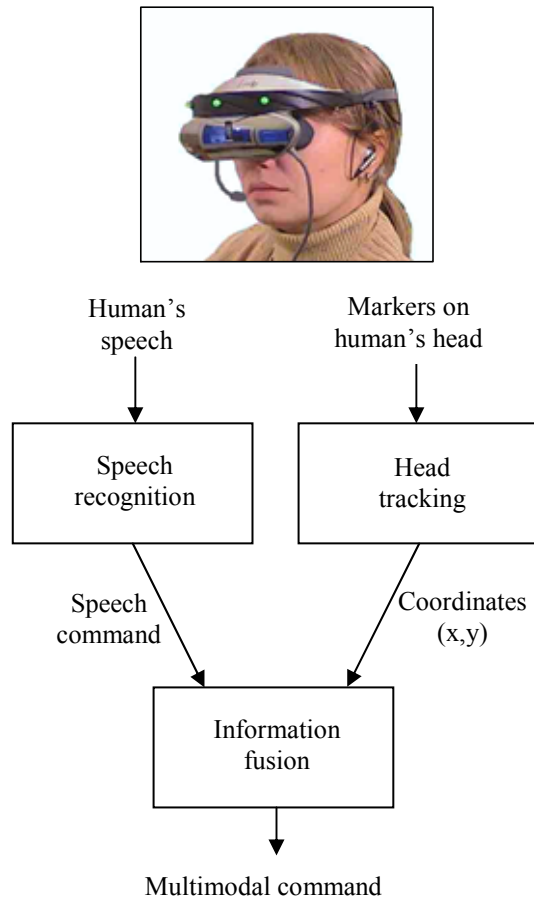 Human's
speech
Markers on
human's head
Speech
recognition
Head
tracking
Speech
command
Coordinates
(x,y)
Information
fusion
Multimodal command